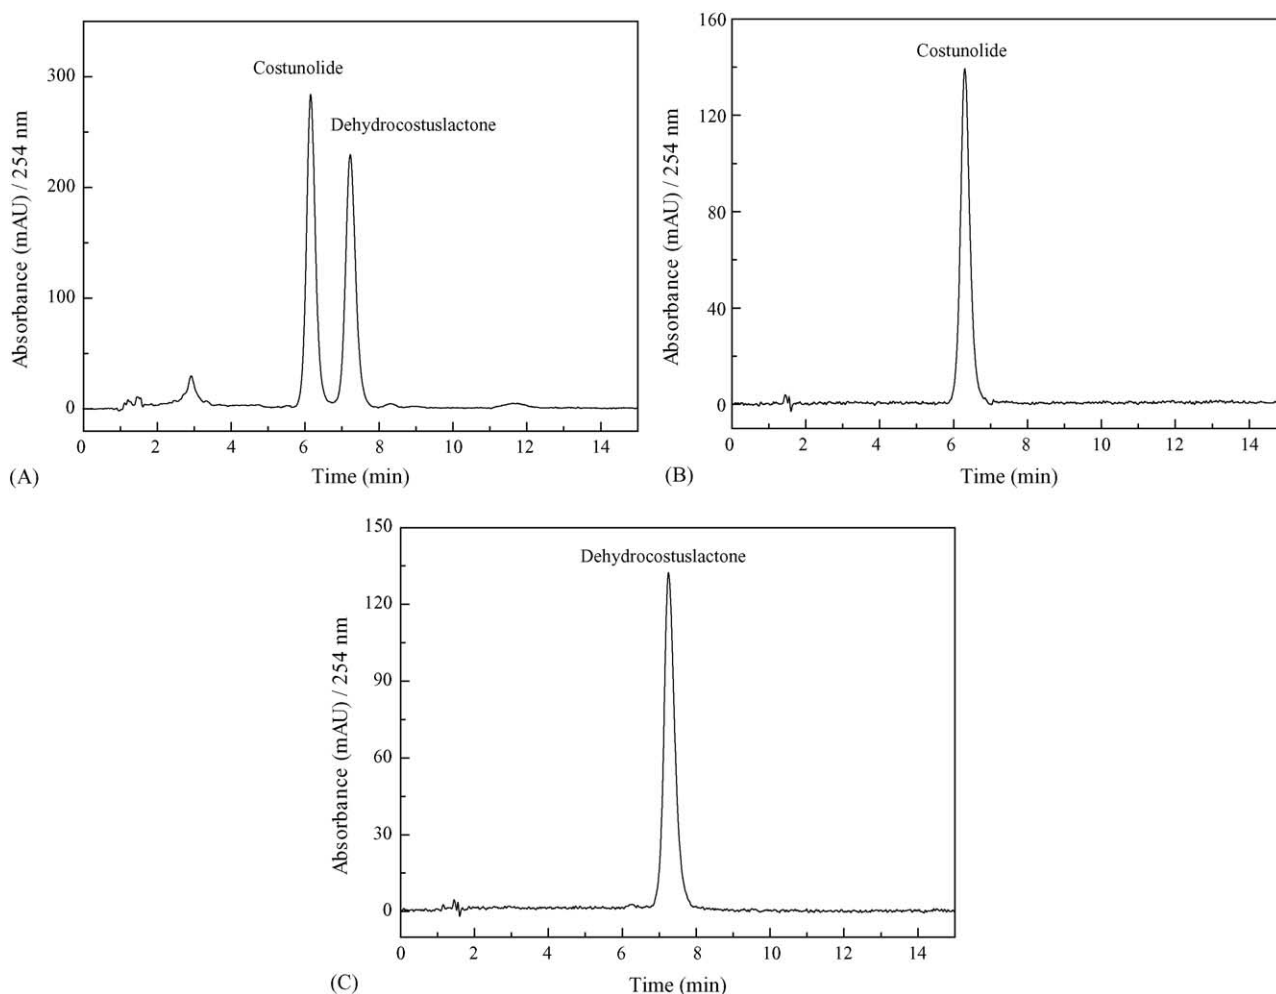 Costunolide
Dehydrocostuslactone
300
200
100
0
Absorbance (mAU) / 254 nm
0 2 4 6 8 10 12 14
Time (min)
(A)
160
Costunolide
120
80
40
0
Absorbance (mAU) / 254 nm
0 2 4 6 8 10 12 14
Time (min)
(B)
150
Dehydrocostuslactone
120
90
60
30
0
Absorbance (mAU) / 254 nm
0 2 4 6 8 10 12 14
Time (min)
(C)